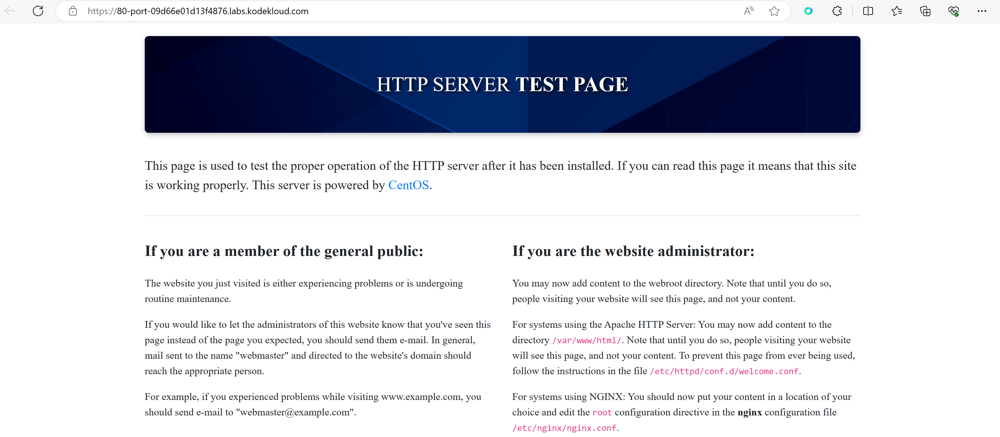 https://80-port-09d66e01d13f4876.labs.kodekloud.com
HTTP SERVER TEST PAGE
This page is used to test the proper operation of the HTTP server after it has been installed. If you can read this page it means that this site
is working properly. This server is powered by CentOS.
If you are a member of the general public:
The website you just visited is either experiencing problems or is undergoing
routine maintenance.
If you would like to let the administrators of this website know that you've seen this
page instead of the page you expected, you should send them e-mail. In general,
mail sent to the name "webmaster" and directed to the website's domain should
reach the appropriate person.
For example, if you experienced problems while visiting www.example.com, you
should send e-mail to "webmaster@example.com".
If you are the website administrator:
You may now add content to the webroot directory. Note that until you do so,
people visiting your website will see this page, and not your content.
For systems using the Apache HTTP Server: You may now add content to the
directory /var/www/html/. Note that until you do so, people visiting your website
will see this page, and not your content. To prevent this page from ever being used,
follow the instructions in the file /etc/httpd/conf.d/welcome.conf.
For systems using NGINX: You should now put your content in a location of your
choice and edit the root configuration directive in the nginx configuration file
/etc/nginx/nginx.conf.